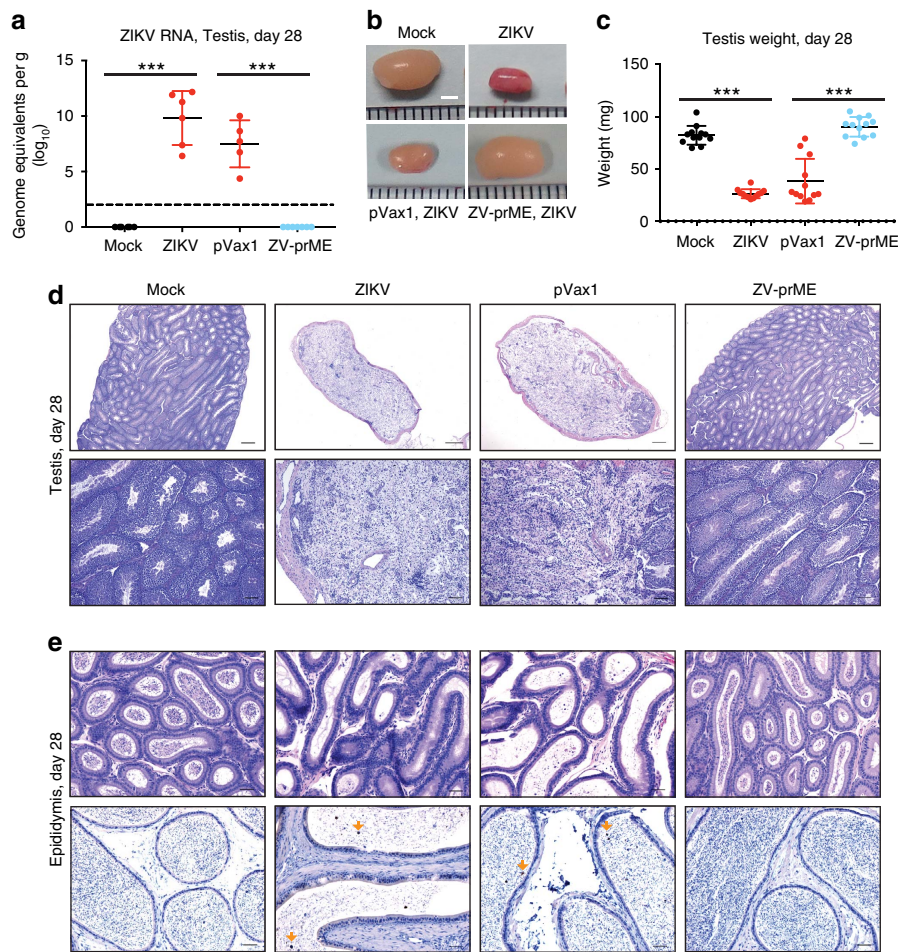 a
ZIKV RNA, Testis, day 28
***
***
Genome equivalents per g
(log10)
15
10
5
0
Mock
ZIKV
pVax1
ZV-prME
b
Mock
ZIKV
pVax1, ZIKV
ZV-prME, ZIKV
c
Testis weight, day 28
***
***
Weight (mg)
150
100
50
0
Mock
ZIKV
pVax1
ZV-prME
d
Mock
ZIKV
pVax1
ZV-prME
Testis, day 28
e
Epididymis, day 28